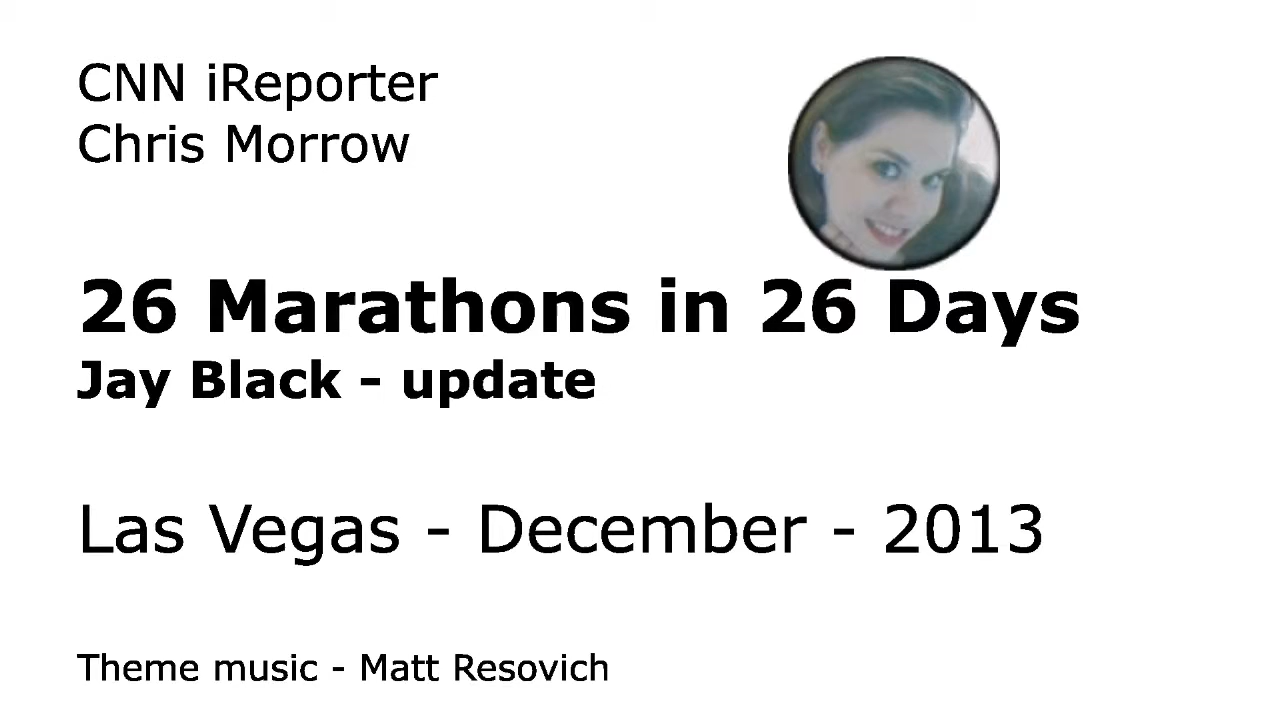 CNN iReporter
Chris Morrow
26 Marathons in 26 Days
Jay Black - update
Las Vegas - December - 2013
Theme music - Matt Resovich